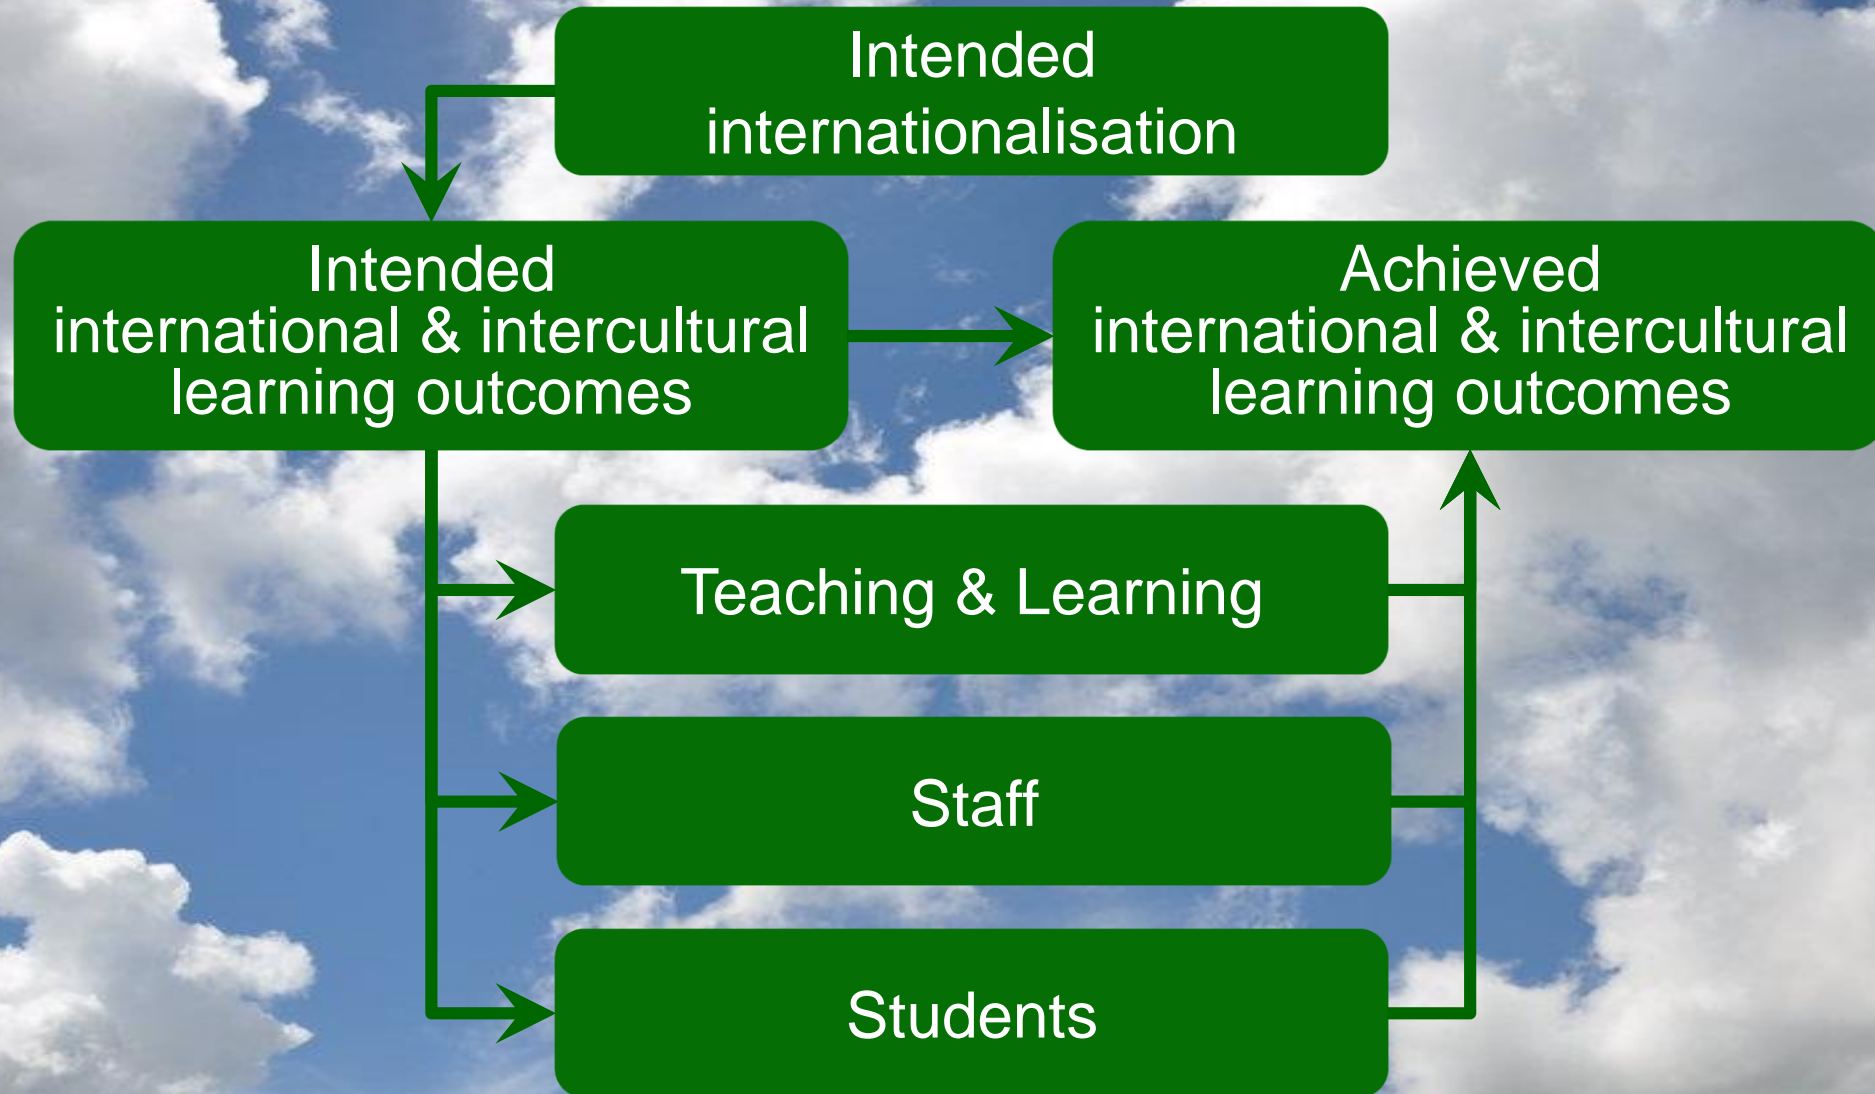 Intended
internationalisation
Intended
international & intercultural
learning outcomes
Achieved
international & intercultural
learning outcomes
Teaching & Learning
Staff
Students